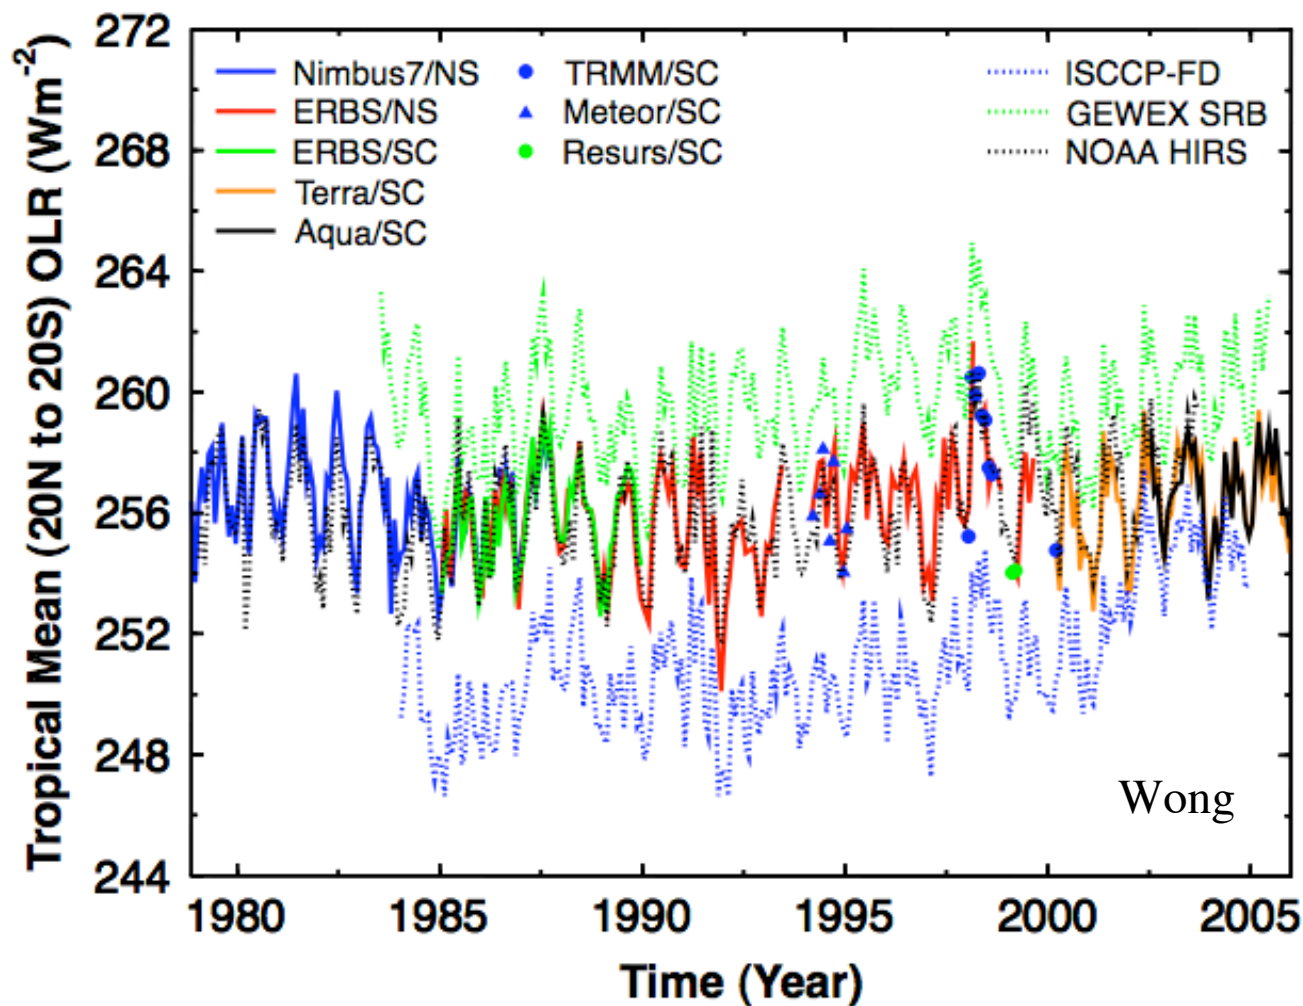 Tropical Mean (20N to 20S) OLR (Wm⁻²)
272
268
264
260
256
252
248
244
Nimbus7/NS
ERBS/NS
ERBS/SC
Terra/SC
Aqua/SC
TRMM/SC
Meteor/SC
Resurs/SC
ISCCP-FD
GEWEX SRB
NOAA HIRS
Wong
1980 1985 1990 1995 2000 2005
Time (Year)